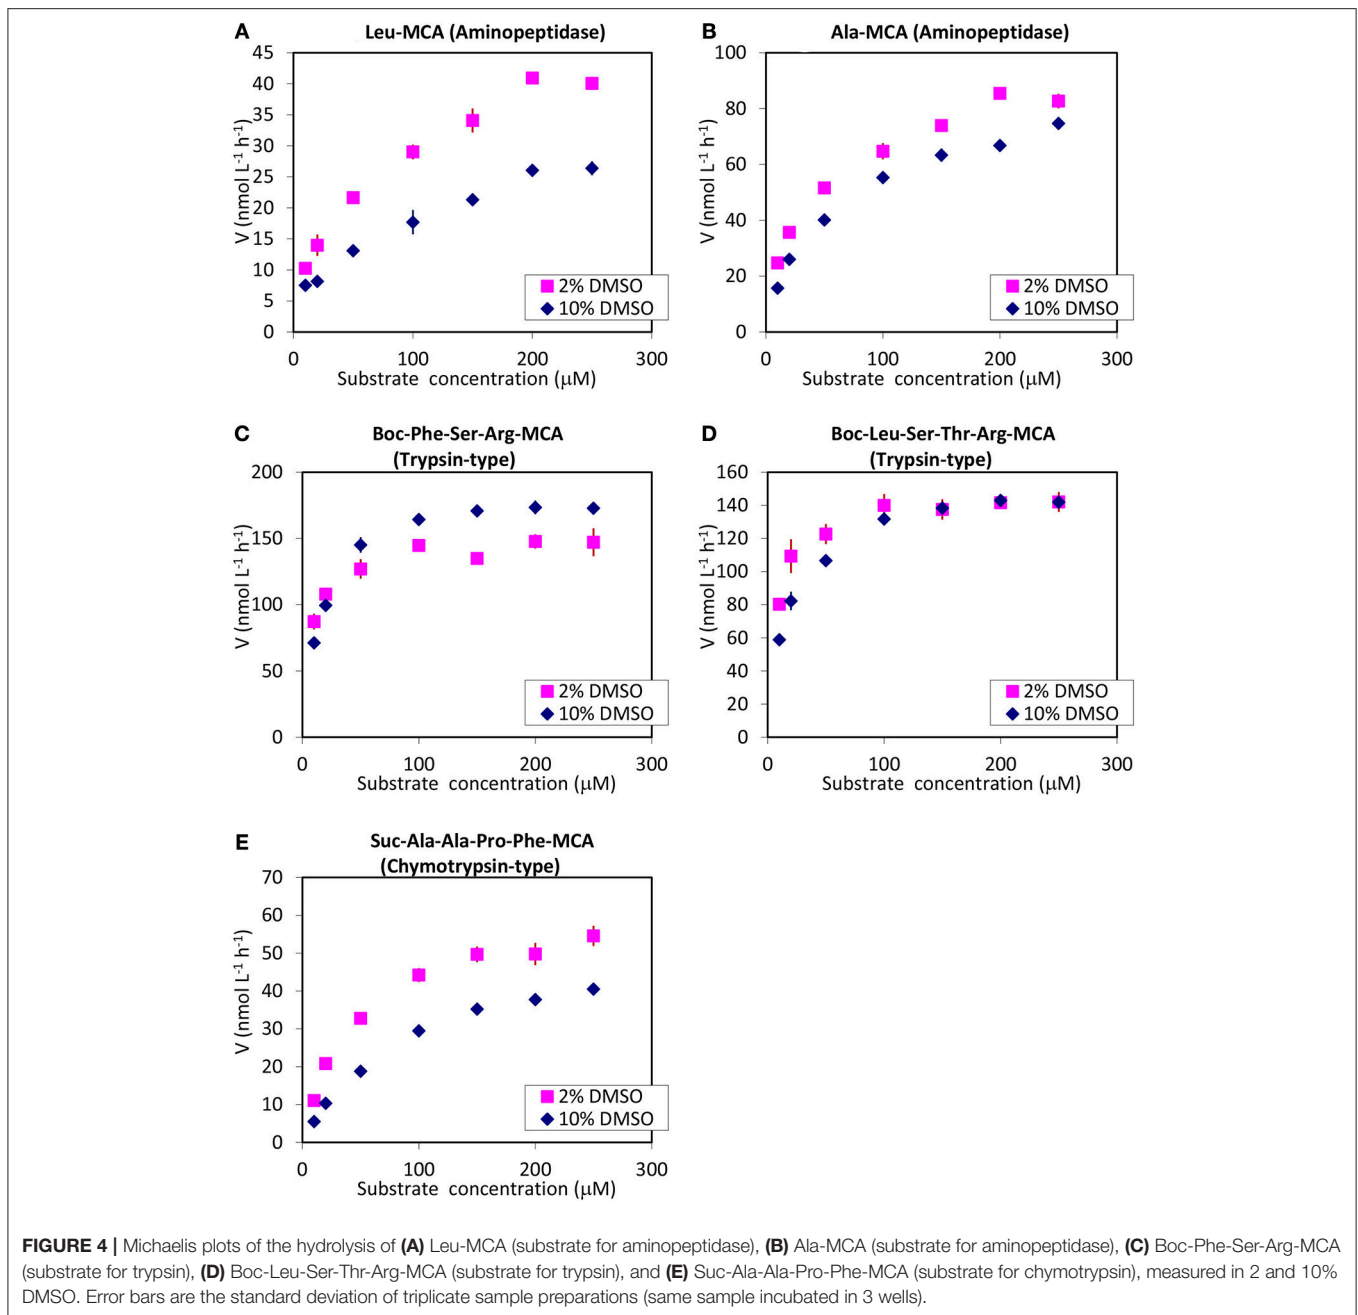 A
Leu-MCA (Aminopeptidase)
45
40
35
30
25
20
15
10
5
0
V (nmol L⁻¹ h⁻¹)
2% DMSO
10% DMSO
0 100 200 300
Substrate concentration (μM)
B
Ala-MCA (Aminopeptidase)
100
80
60
40
20
0
V (nmol L⁻¹ h⁻¹)
2% DMSO
10% DMSO
0 100 200 300
Substrate concentration (μM)
C
Boc-Phe-Ser-Arg-MCA
(Trypsin-type)
200
150
100
50
0
V (nmol L⁻¹ h⁻¹)
2% DMSO
10% DMSO
0 100 200 300
Substrate concentration (μM)
D
Boc-Leu-Ser-Thr-Arg-MCA
(Trypsin-type)
160
140
120
100
80
60
40
20
0
V (nmol L⁻¹ h⁻¹)
2% DMSO
10% DMSO
0 100 200 300
Substrate concentration (μM)
E
Suc-Ala-Ala-Pro-Phe-MCA
(Chymotrypsin-type)
70
60
50
40
30
20
10
0
V (nmol L⁻¹ h⁻¹)
2% DMSO
10% DMSO
0 100 200 300
Substrate concentration (μM)
FIGURE 4 | Michaelis plots of the hydrolysis of (A) Leu-MCA (substrate for aminopeptidase), (B) Ala-MCA (substrate for aminopeptidase), (C) Boc-Phe-Ser-Arg-MCA
(substrate for trypsin), (D) Boc-Leu-Ser-Thr-Arg-MCA (substrate for trypsin), and (E) Suc-Ala-Ala-Pro-Phe-MCA (substrate for chymotrypsin), measured in 2 and 10%
DMSO. Error bars are the standard deviation of triplicate sample preparations (same sample incubated in 3 wells).